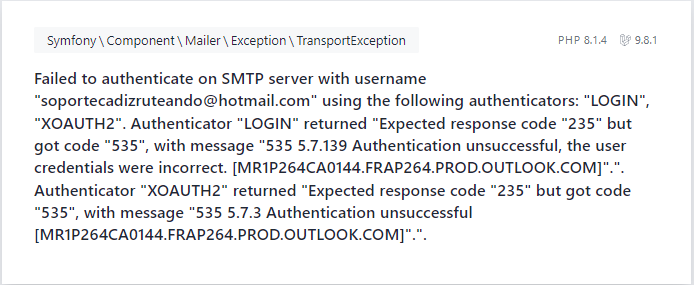 Symfony \ Component \ Mailer \ Exception \ TransportException
PHP 8.1.4 9.8.1
Failed to authenticate on SMTP server with username
"soportecadizruteando@hotmail.com" using the following authenticators: "LOGIN",
"XOAUTH2". Authenticator "LOGIN" returned "Expected response code "235" but
got code "535", with message "535 5.7.139 Authentication unsuccessful, the user
credentials were incorrect. [MR1P264CA0144.FRAP264.PROD.OUTLOOK.COM]".".
Authenticator "XOAUTH2" returned "Expected response code "235" but got code
"535", with message "535 5.7.3 Authentication unsuccessful
[MR1P264CA0144.FRAP264.PROD.OUTLOOK.COM]".".